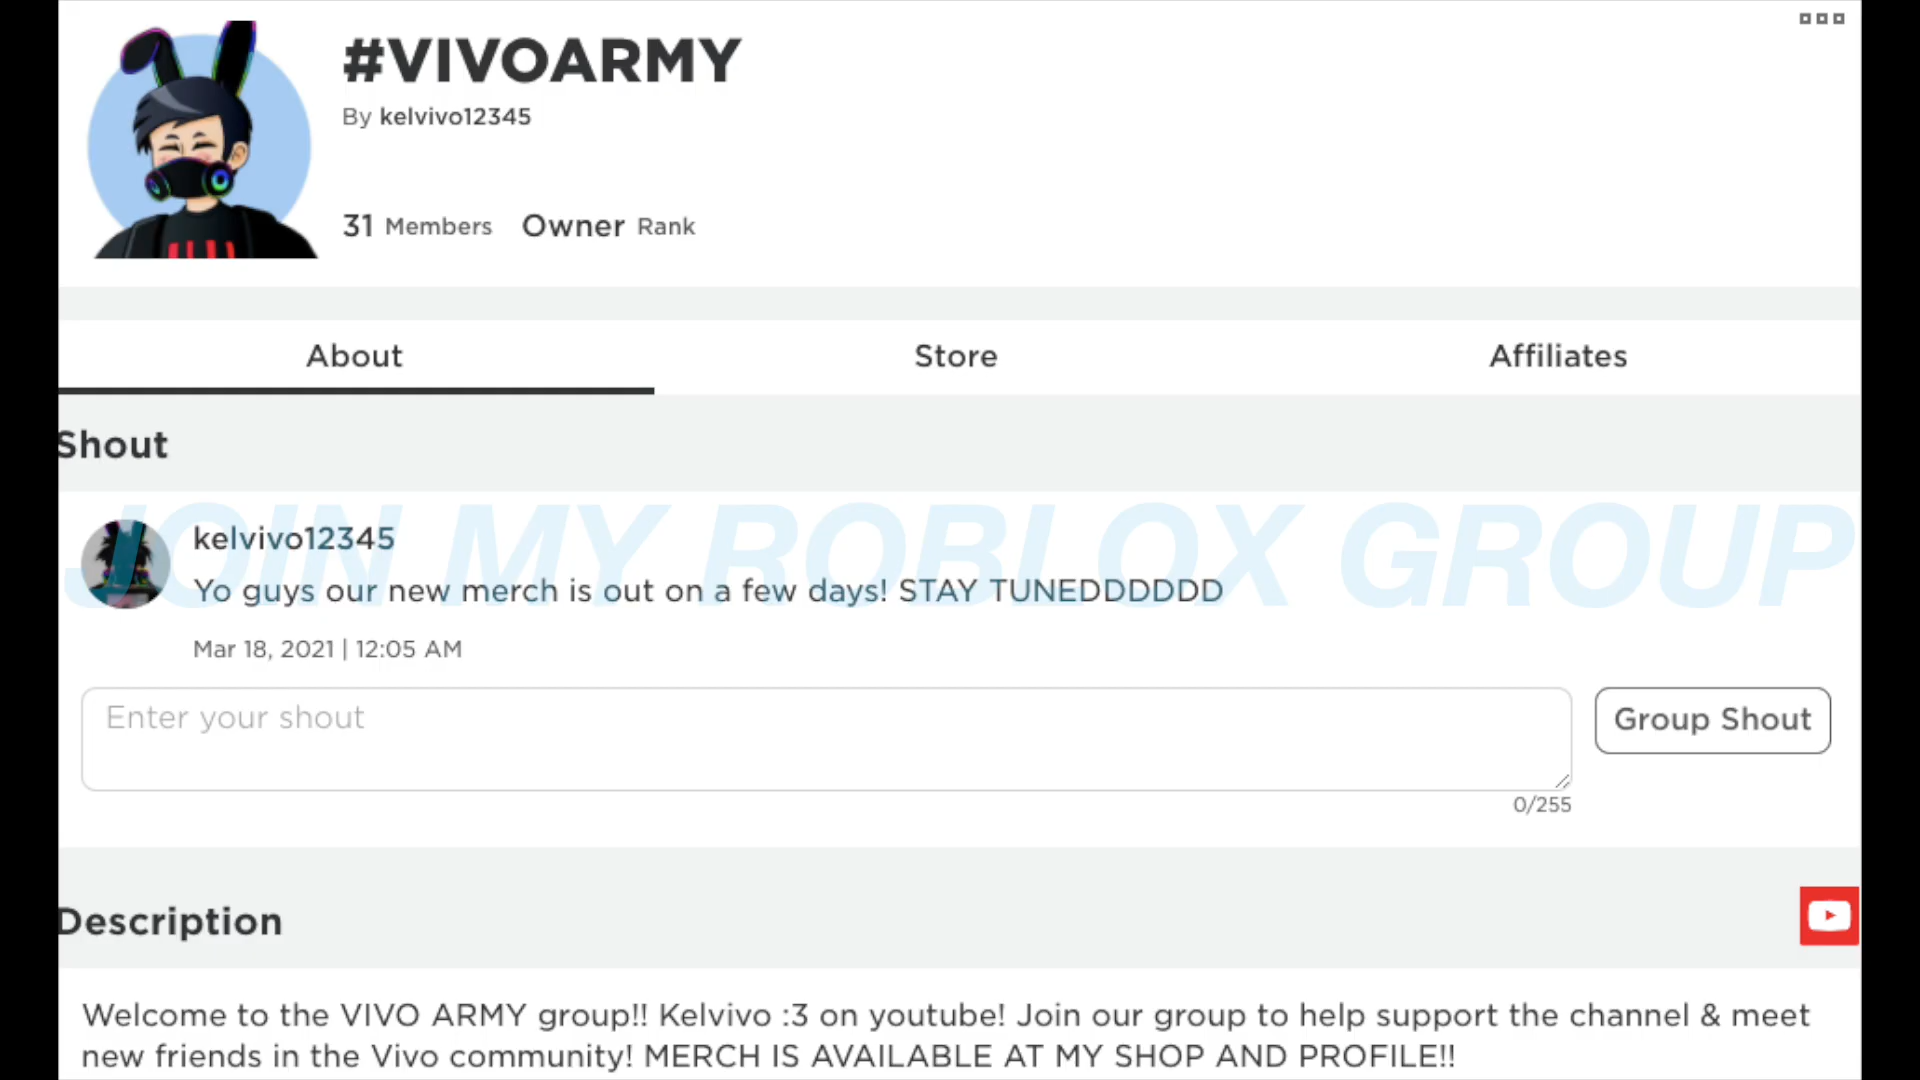 #VIVOARMY
By kelvivo12345
31 Members Owner Rank
About Store Affiliates
Shout
JOIN MY ROBLOX GROUP
kelvivo12345
Yo guys our new merch is out on a few days! STAY TUNEDDDDDD
Mar 18, 2021 | 12:05 AM
Enter your shout
Group Shout
0/255
Description
Welcome to the VIVO ARMY group!! Kelvivo :3 on youtube! Join our group to help support the channel & meet
new friends in the Vivo community! MERCH IS AVAILABLE AT MY SHOP AND PROFILE!!